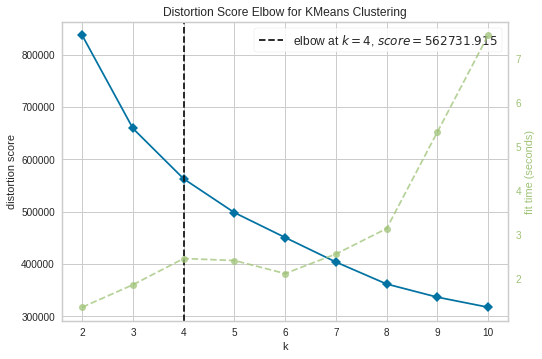 Distortion Score Elbow for KMeans Clustering
elbow at k = 4, score = 562731.915
distortion score
800000
700000
600000
500000
400000
300000
fit time (seconds)
7
6
5
4
3
2
2 3 4 5 6 7 8 9 10
k